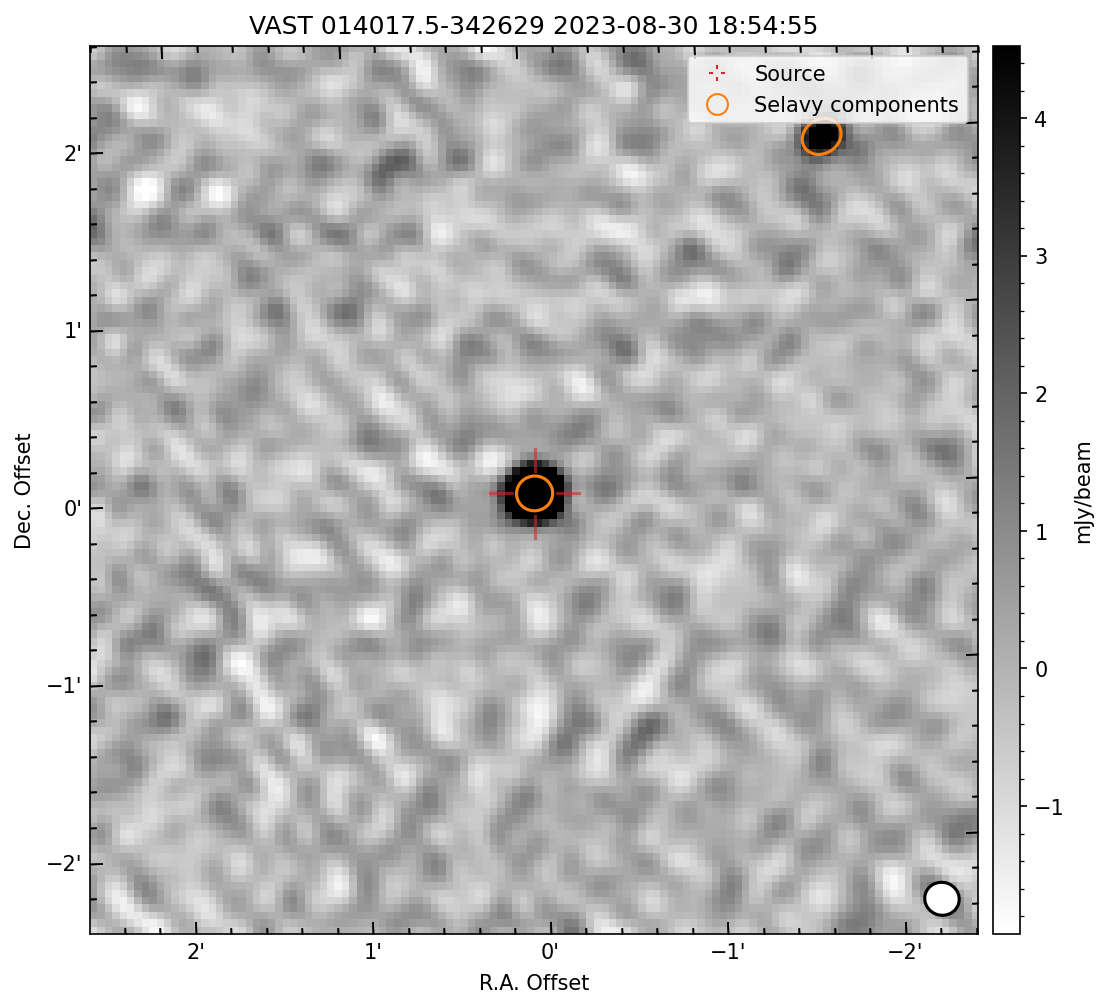 VAST 014017.5-342629 2023-08-30 18:54:55
Source
Selavy components
2'
1'
0'
−1'
−2'
Dec. Offset
2'
1'
0'
−1'
−2'
R.A. Offset
4
3
2
1
0
−1
mJy/beam